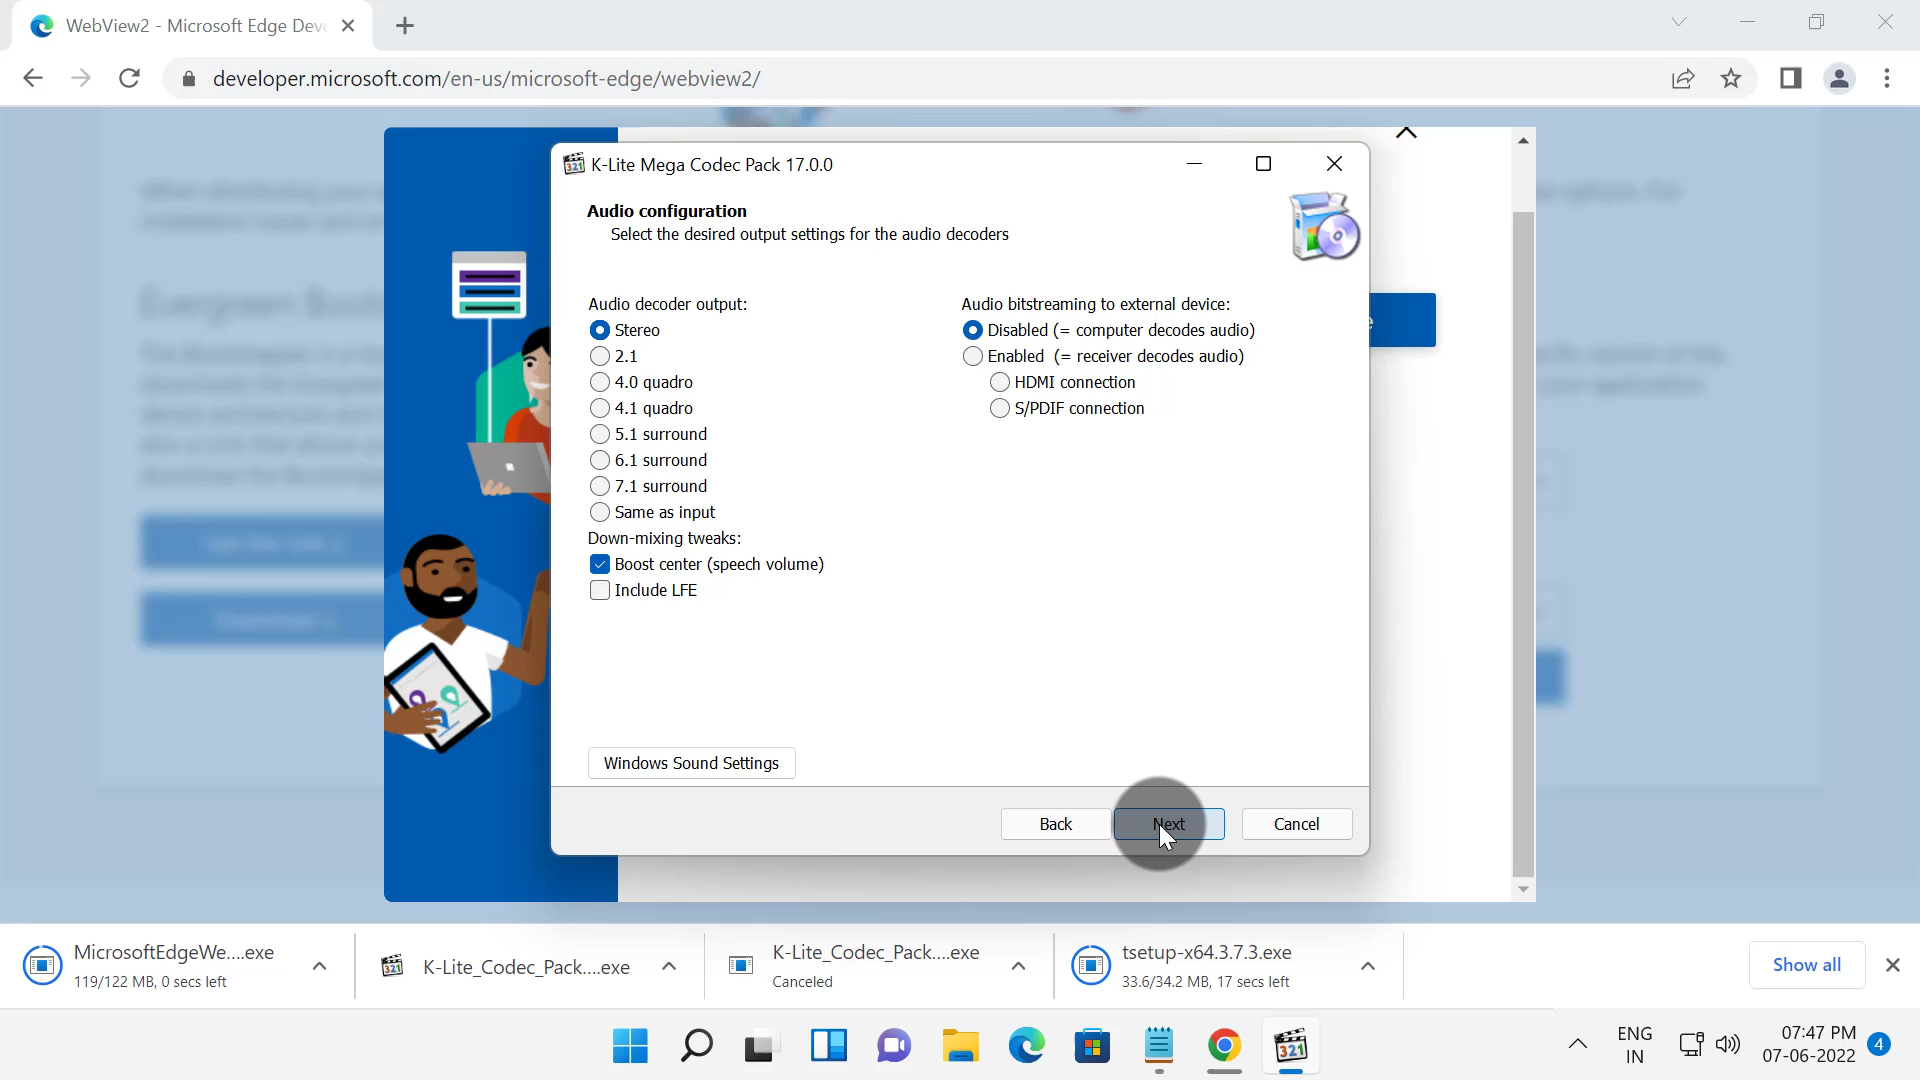 WebView2 - Microsoft Edge Dev
developer.microsoft.com/en-us/microsoft-edge/webview2/
K-Lite Mega Codec Pack 17.0.0
Audio configuration
Select the desired output settings for the audio decoders
Audio decoder output:
Stereo
2.1
4.0 quadro
4.1 quadro
5.1 surround
6.1 surround
7.1 surround
Same as input
Down-mixing tweaks:
Boost center (speech volume)
Include LFE
Audio bitstreaming to external device:
Disabled (= computer decodes audio)
Enabled (= receiver decodes audio)
HDMI connection
S/PDIF connection
Windows Sound Settings
Back
Next
Cancel
MicrosoftEdgeWe....exe
119/122 MB, 0 secs left
K-Lite_Codec_Pack....exe
K-Lite_Codec_Pack....exe
Canceled
tsetup-x64.3.7.3.exe
33.6/34.2 MB, 17 secs left
Show all
321
ENG
IN
07:47 PM
07-06-2022
4